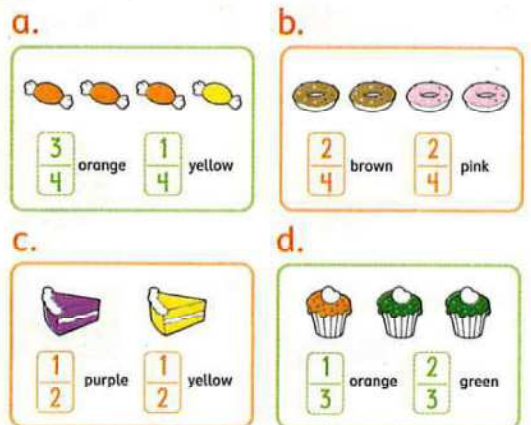 a.
3/4 orange 1/4 yellow
b.
2/4 brown 2/4 pink
c.
1/2 purple 1/2 yellow
d.
1/3 orange 2/3 green